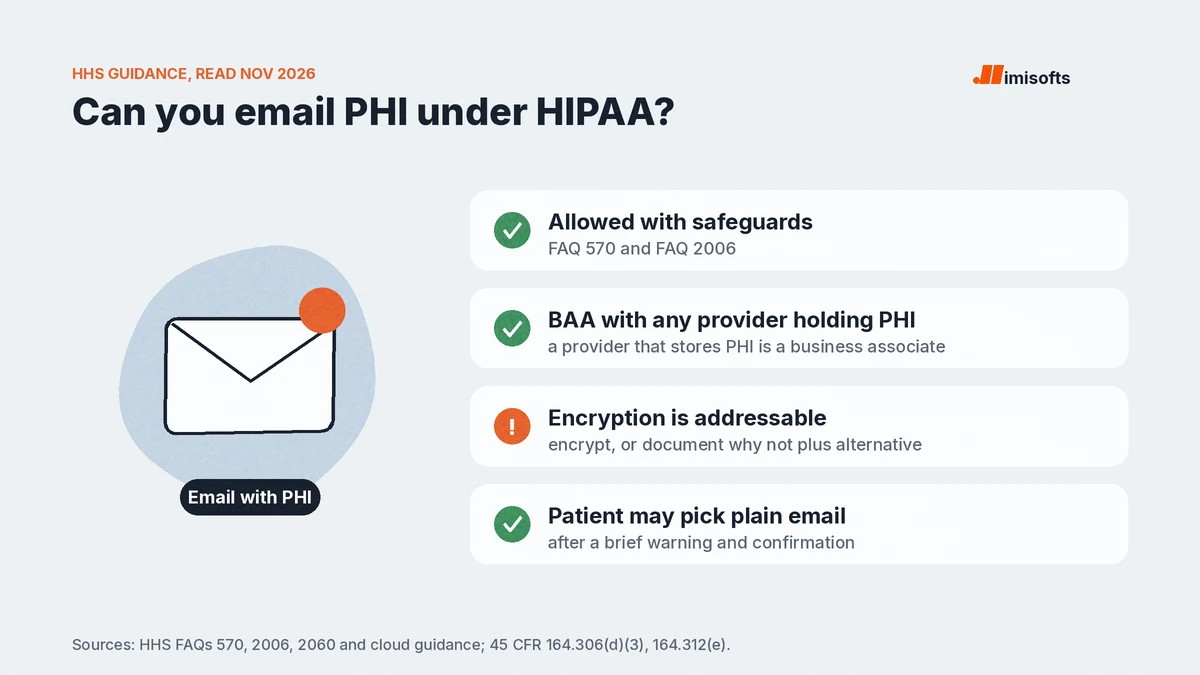 HHS GUIDANCE, READ NOV 2026
imisofts
Can you email PHI under HIPAA?
Allowed with safeguards
FAQ 570 and FAQ 2006
BAA with any provider holding PHI
a provider that stores PHI is a business associate
!
Encryption is addressable
encrypt, or document why not plus alternative
Patient may pick plain email
after a brief warning and confirmation
Email with PHI
Sources: HHS FAQs 570, 2006, 2060 and cloud guidance; 45 CFR 164.306(d)(3), 164.312(e).